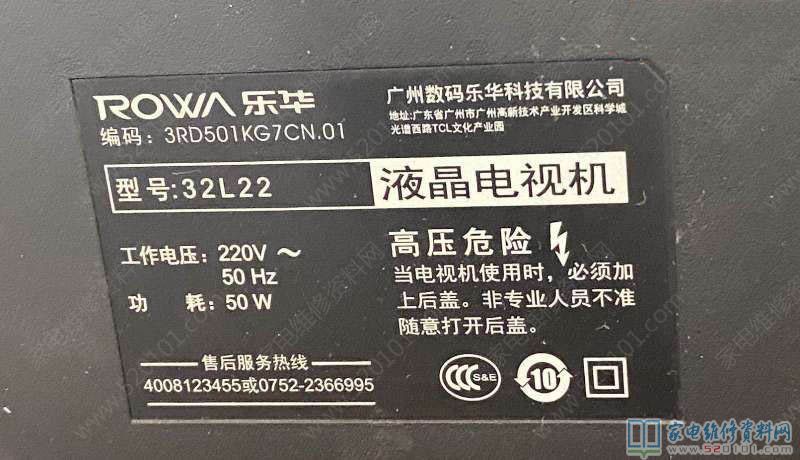 ROWA 乐华
编码: 3RD501KG7CN.01
广州数码乐华科技有限公司
地址:广东省广州市广州高新技术产业开发区科学城
光谱西路TCL文化产业园
型号:32L22
液晶电视机
工作电压: 220V ～
50 Hz
功 耗: 50 W
高压危险
当电视机使用时，必须加
上后盖。非专业人员不准
随意打开后盖。
售后服务热线
4008123455或0752-2366995
CCC S&E
10
家电维修资料网
www.520101.com